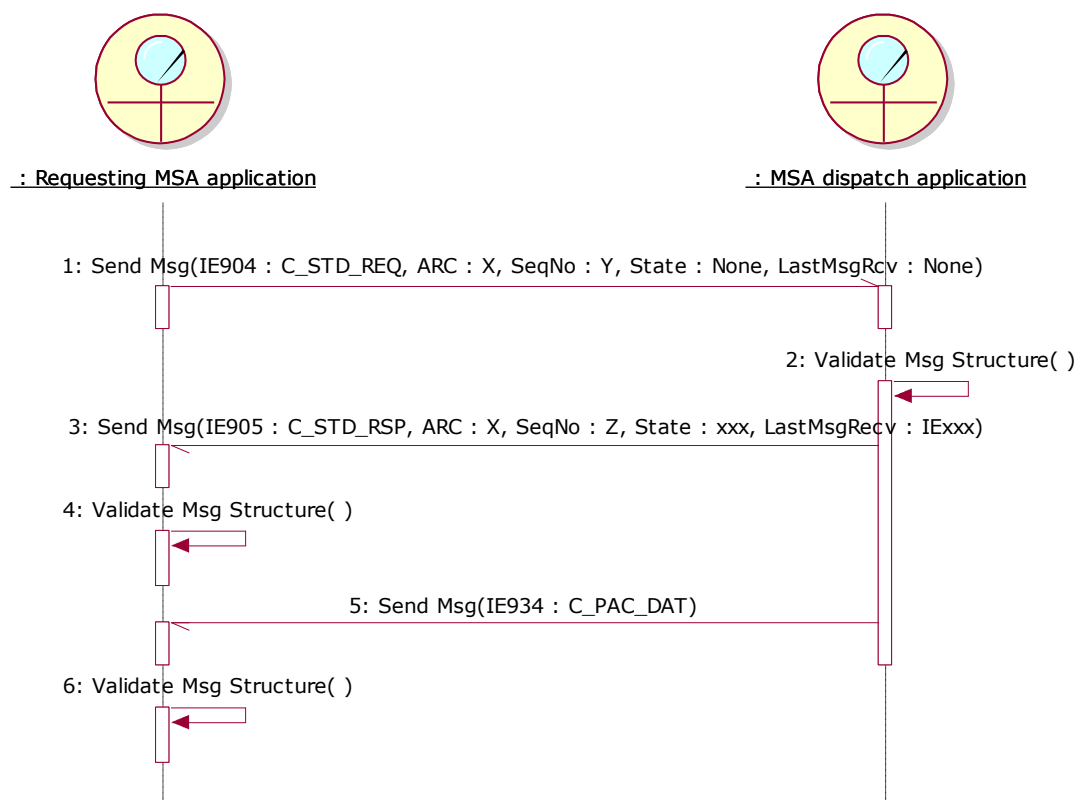 : Requesting MSA application
: MSA dispatch application
1: Send Msg(IE904 : C_STD_REQ, ARC : X, SeqNo : Y, State : None, LastMsgRcv : None)
2: Validate Msg Structure( )
3: Send Msg(IE905 : C_STD_RSP, ARC : X, SeqNo : Z, State : xxx, LastMsgRecv : IExxx)
4: Validate Msg Structure( )
5: Send Msg(IE934 : C_PAC_DAT)
6: Validate Msg Structure( )